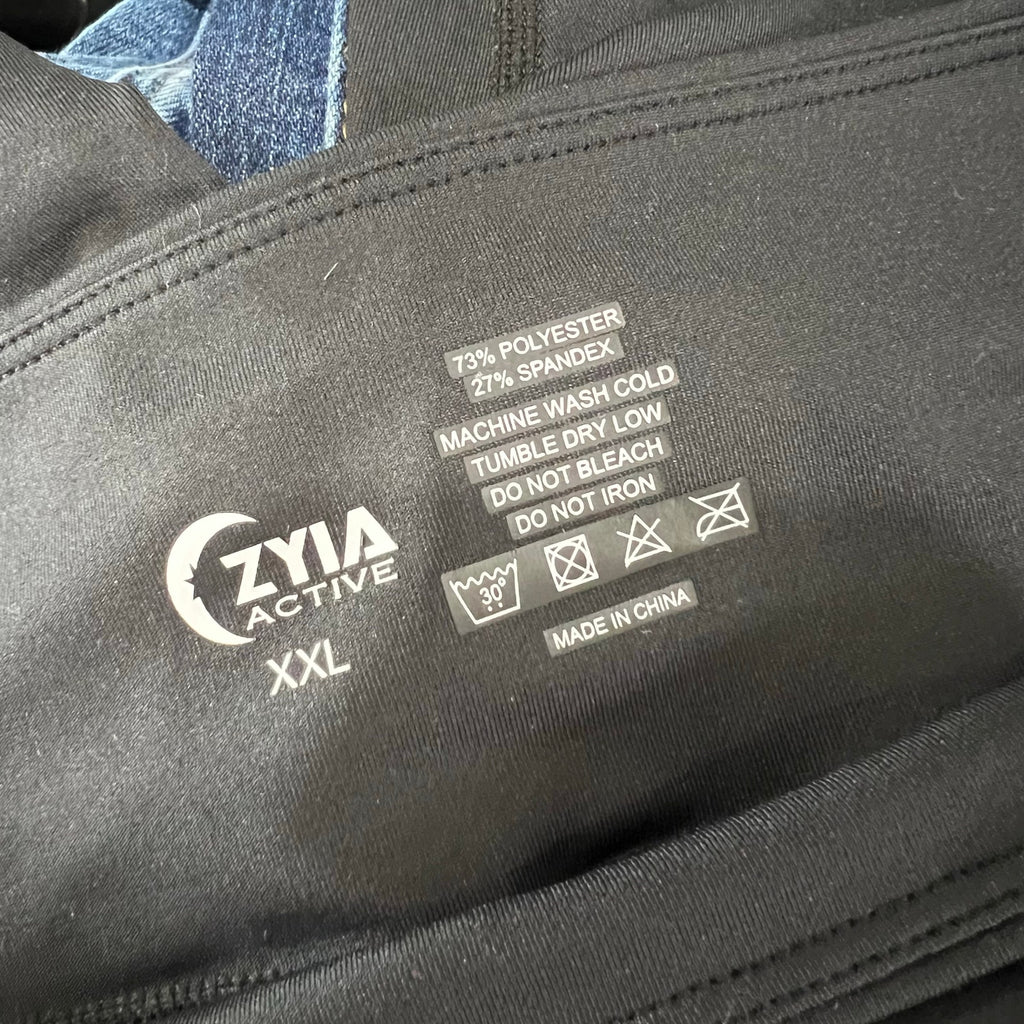 73% POLYESTER
27% SPANDEX
MACHINE WASH COLD
TUMBLE DRY LOW
DO NOT BLEACH
DO NOT IRON
30°
MADE IN CHINA
ZYIA
ACTIVE
XXL